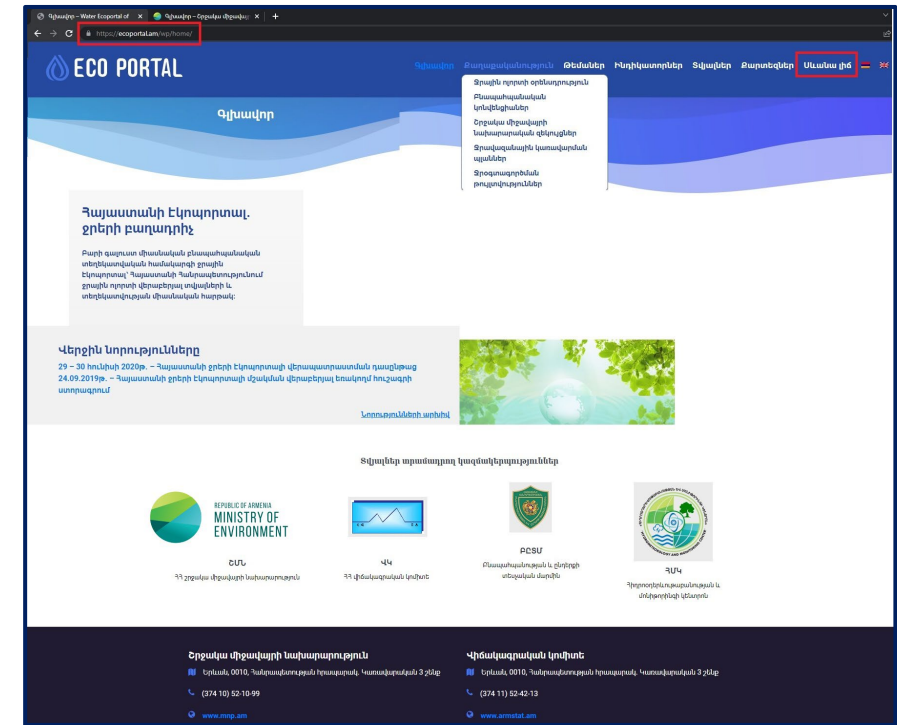 Գլխավոր – Water Ecoportal of
Գլխավոր – Շրջակա միջավայր
https://ecoportal.am/wp/home/
ECO PORTAL
Գլխավոր Քաղաքականություն Թեմաներ Ինդիկատորներ Տվյալներ Քարտեզներ Սևանա լիճ
Ջրային ոլորտի օրենսդրություն
Բնապահպանական
կոնվենցիաներ
Շրջակա միջավայրի
նախարարական զեկույցներ
Ջրավազանային կառավարման
պլաններ
Ջրօգտագործման
թույլտվություններ
Գլխավոր
Հայաստանի Էկոպորտալ.
ջրերի բաղադրիչ
Բարի գալուստ միասնական բնապահպանական
տեղեկատվական համակարգի ջրային
Էկոպորտալ՝ Հայաստանի Հանրապետությունում
ջրային ոլորտի վերաբերյալ տվյալների և
տեղեկատվության միասնական հարթակ:
Վերջին նորությունները
29 – 30 հունիսի 2020թ. – Հայաստանի ջրերի Էկոպորտալի վերապատրաստման դասընթաց
24.09.2019թ. – Հայաստանի ջրերի Էկոպորտալի մշակման վերաբերյալ եռակողմ հուշագրի
ստորագրում
Նորությունների արխիվ
Տվյալներ տրամադրող կազմակերպություններ
REPUBLIC OF ARMENIA
MINISTRY OF
ENVIRONMENT
ՇՄՆ
ՀՀ շրջակա միջավայրի նախարարություն
ՎԿ
ՀՀ վիճակագրական կոմիտե
ԲԸՏՄ
Բնապահպանության և ընդերքի
տեսչական մարմին
ՀՄԿ
Հիդրոօդերևութաբանության և
մոնիթորինգի կենտրոն
Շրջակա միջավայրի նախարարություն
Երևան, 0010, Հանրապետության հրապարակ, Կառավարական 3 շենք
(374 10) 52-10-99
www.mnp.am
Վիճակագրական կոմիտե
Երևան, 0010, Հանրապետության հրապարակ, Կառավարական 3 շենք
(374 11) 52-42-13
www.armstat.am